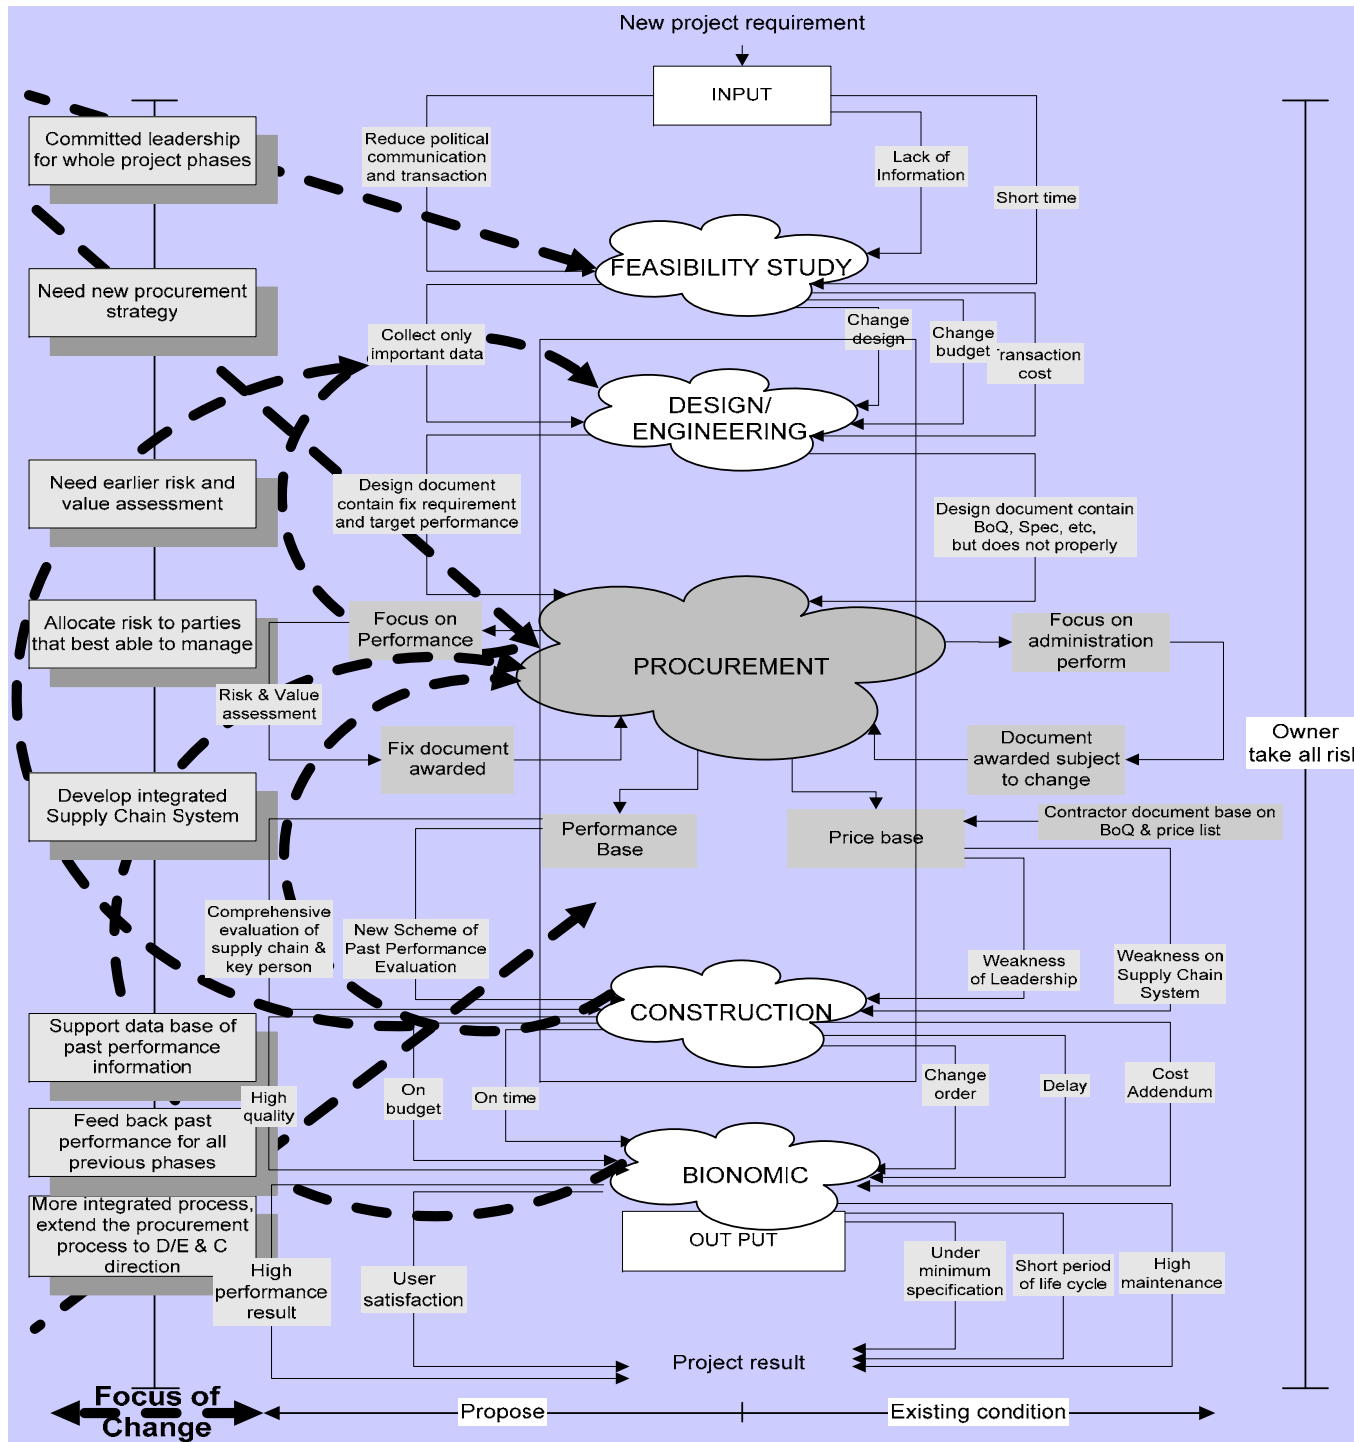 New project requirement
INPUT
Committed leadership
for whole project phases
Reduce political
communication
and transaction
Lack of
Information
Short time
FEASIBILITY STUDY
Need new procurement
strategy
Collect only
important data
Change
design
Change
budget
Transaction
cost
DESIGN/
ENGINEERING
Need earlier risk and
value assessment
Design document
contain fix requirement
and target performance
Design document contain
BoQ, Spec, etc,
but does not properly
Allocate risk to parties
that best able to manage
Focus on
Performance
PROCUREMENT
Focus on
administration
perform
Risk & Value
assessment
Fix document
awarded
Document
awarded subject
to change
Owner
take all risk
Develop integrated
Supply Chain System
Performance
Base
Price base
Contractor document base on
BoQ & price list
Comprehensive
evaluation of
supply chain &
key person
New Scheme of
Past Performance
Evaluation
Weakness
of Leadership
Weakness on
Supply Chain
System
CONSTRUCTION
Support data base of
past performance
information
High
quality
On
budget
On time
Change
order
Delay
Cost
Addendum
Feed back past
performance for all
previous phases
BIONOMIC
More integrated process,
extend the procurement
process to D/E & C
direction
OUT PUT
High
performance
result
User
satisfaction
Under
minimum
specification
Short period
of life cycle
High
maintenance
Project result
Focus of
Change
Propose
Existing condition